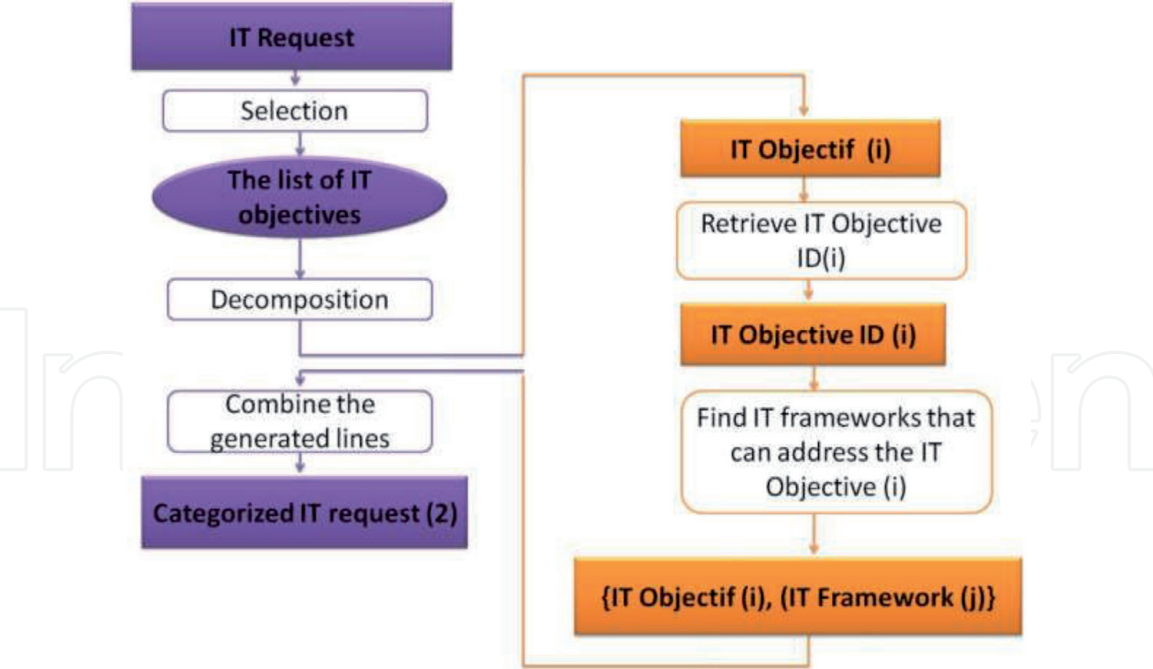 IT Request
Selection
The list of IT
objectives
Decomposition
Combine the
generated lines
Categorized IT request (2)
IT Objectif (i)
Retrieve IT Objective
ID(i)
IT Objective ID (i)
Find IT frameworks that
can address the IT
Objective (i)
{IT Objectif (i), (IT Framework (j)}